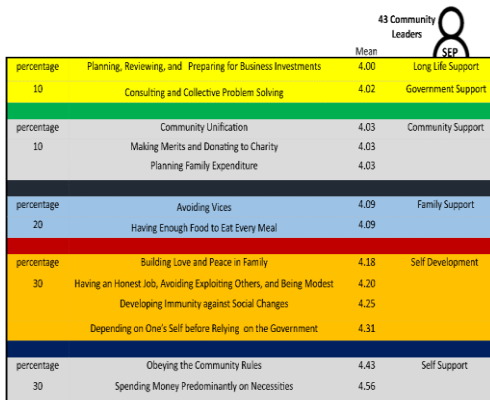 43 Community
Leaders
SEP
Mean
percentage Planning, Reviewing, and Preparing for Business Investments 4.00 Long Life Support
10 Consulting and Collective Problem Solving 4.02 Government Support
percentage Community Unification 4.03 Community Support
10 Making Merits and Donating to Charity 4.03
Planning Family Expenditure 4.03
percentage Avoiding Vices 4.09 Family Support
20 Having Enough Food to Eat Every Meal 4.09
percentage Building Love and Peace in Family 4.18 Self Development
30 Having an Honest Job, Avoiding Exploiting Others, and Being Modest 4.20
Developing Immunity against Social Changes 4.25
Depending on One's Self before Relying on the Government 4.31
percentage Obeying the Community Rules 4.43 Self Support
30 Spending Money Predominantly on Necessities 4.56